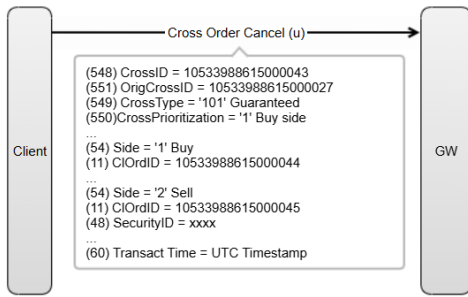 Cross Order Cancel (u)
(548) CrossID = 10533988615000043
(551) OrigCrossID = 10533988615000027
(549) CrossType = '101' Guaranteed
(550)CrossPrioritization = '1' Buy side
...
(54) Side = '1' Buy
(11) ClOrdID = 10533988615000044
...
(54) Side = '2' Sell
(11) ClOrdID = 10533988615000045
(48) SecurityID = xxxx
...
(60) Transact Time = UTC Timestamp
Client
GW